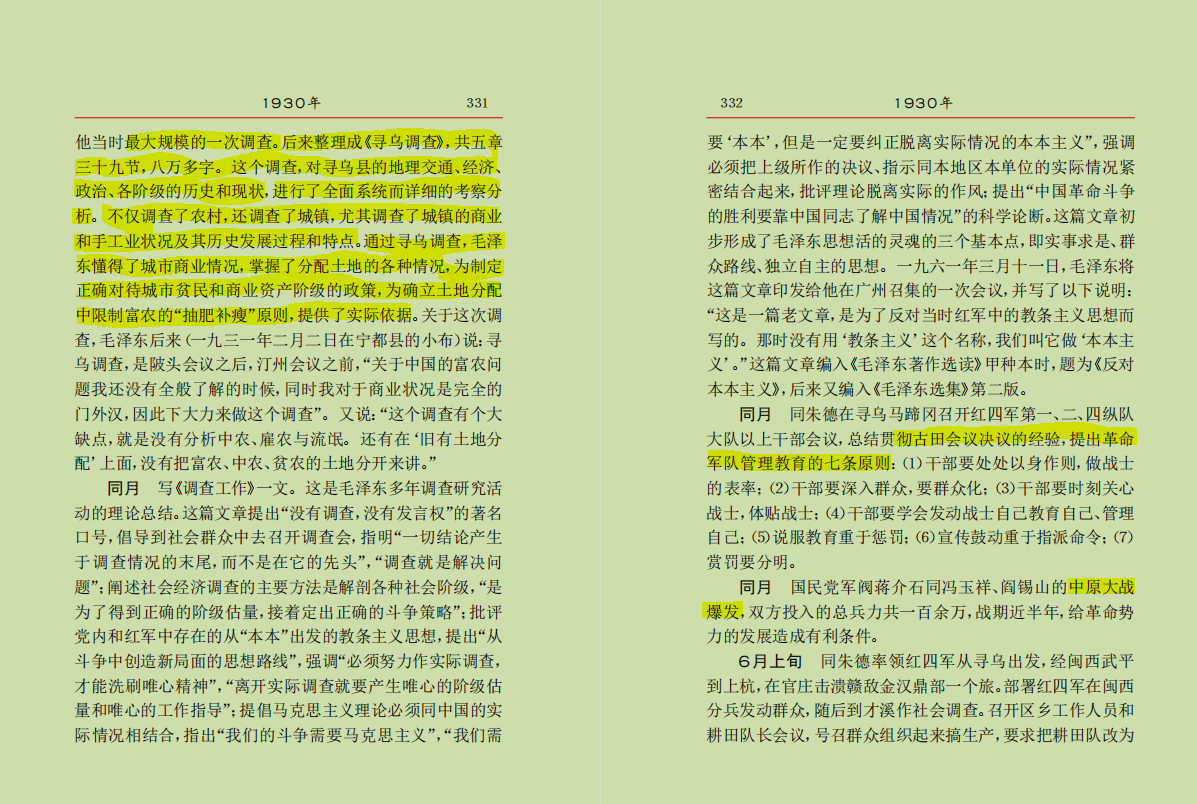 1930年 331
他当时最大规模的一次调查。后来整理成《寻乌调查》，共五章
三十九节，八万多字。这个调查，对寻乌县的地理交通、经济、
政治、各阶级的历史和现状，进行了全面系统而详细的考察分
析。不仅调查了农村，还调查了城镇，尤其调查了城镇的商业
和手工业状况及其历史发展过程和特点。通过寻乌调查，毛泽
东懂得了城市商业情况，掌握了分配土地的各种情况，为制定
正确对待城市贫民和商业资产阶级的政策，为确立土地分配
中限制富农的“抽肥补瘦”原则，提供了实际依据。关于这次调
查，毛泽东后来（一九三一年二月二日在宁都县的小布）说：寻
乌调查，是陂头会议之后，汀州会议之前，“关于中国的富农问
题我还没有全般了解的时候，同时我对于商业状况是完全的
门外汉，因此下大力来做这个调查”。又说：“这个调查有个大
缺点，就是没有分析中农、雇农与流氓。还有在‘旧有土地分
配’上面，没有把富农、中农、贫农的土地分开来讲。”
同月 写《调查工作》一文。这是毛泽东多年调查研究活
动的理论总结。这篇文章提出“没有调查，没有发言权”的著名
口号，倡导到社会群众中去召开调查会，指明“一切结论产生
于调查情况的末尾，而不是在它的先头”，“调查就是解决问
题”；阐述社会经济调查的主要方法是解剖各种社会阶级，“是
为了得到正确的阶级估量，接着定出正确的斗争策略”；批评
党内和红军中存在的从“本本”出发的教条主义思想，提出“从
斗争中创造新局面的思想路线”，强调“必须努力作实际调查，
才能洗刷唯心精神”，“离开实际调查就要产生唯心的阶级估
量和唯心的工作指导”；提倡马克思主义理论必须同中国的实
际情况相结合，指出“我们的斗争需要马克思主义”，“我们需
332 1930年
要‘本本’，但是一定要纠正脱离实际情况的本本主义”，强调
必须把上级所作的决议、指示同本地区本单位的实际情况紧
密结合起来，批评理论脱离实际的作风；提出“中国革命斗争
的胜利要靠中国同志了解中国情况”的科学论断。这篇文章初
步形成了毛泽东思想活的灵魂的三个基本点，即实事求是、群
众路线、独立自主的思想。一九六一年三月十一日，毛泽东将
这篇文章印发给他在广州召集的一次会议，并写了以下说明：
“这是一篇老文章，是为了反对当时红军中的教条主义思想而
写的。那时没有用‘教条主义’这个名称，我们叫它做‘本本主
义’。”这篇文章编入《毛泽东著作选读》甲种本时，题为《反对
本本主义》，后来又编入《毛泽东选集》第二版。
同月 同朱德在寻乌马蹄冈召开红四军第一、二、四纵队
大队以上干部会议，总结贯彻古田会议决议的经验，提出革命
军队管理教育的七条原则：（1）干部要处处以身作则，做战士
的表率；（2）干部要深入群众，要群众化；（3）干部要时刻关心
战士，体贴战士；（4）干部要学会发动战士自己教育自己、管理
自己；（5）说服教育重于惩罚；（6）宣传鼓动重于指派命令；（7）
赏罚要分明。
同月 国民党军阀蒋介石同冯玉祥、阎锡山的中原大战
爆发，双方投入的总兵力共一百余万，战期近半年，给革命势
力的发展造成有利条件。
6月上旬 同朱德率领红四军从寻乌出发，经闽西武平
到上杭，在官庄击溃赣敌金汉鼎部一个旅。部署红四军在闽西
分兵发动群众，随后到才溪作社会调查。召开区乡工作人员和
耕田队长会议，号召群众组织起来搞生产，要求把耕田队改为